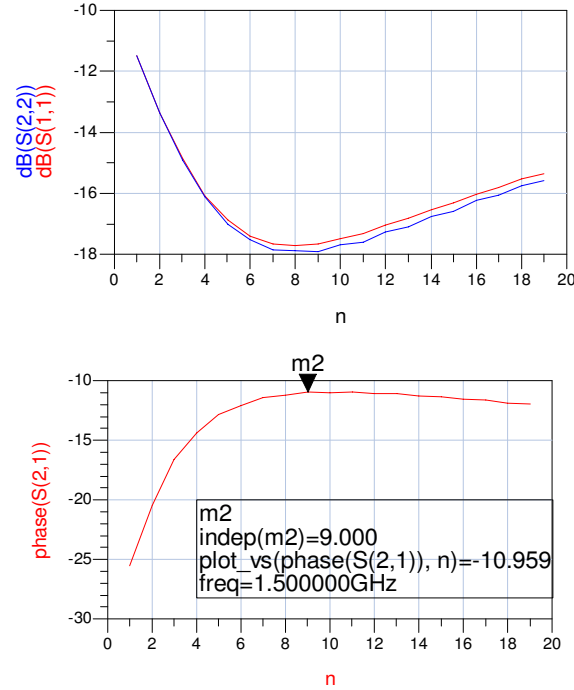 dB(S(2,2))
dB(S(1,1))
-10
-12
-14
-16
-18
0 2 4 6 8 10 12 14 16 18 20
n
m2
phase(S(2,1))
-10
-15
-20
-25
-30
m2
indep(m2)=9.000
plot_vs(phase(S(2,1)), n)=-10.959
freq=1.500000GHz
0 2 4 6 8 10 12 14 16 18 20
n